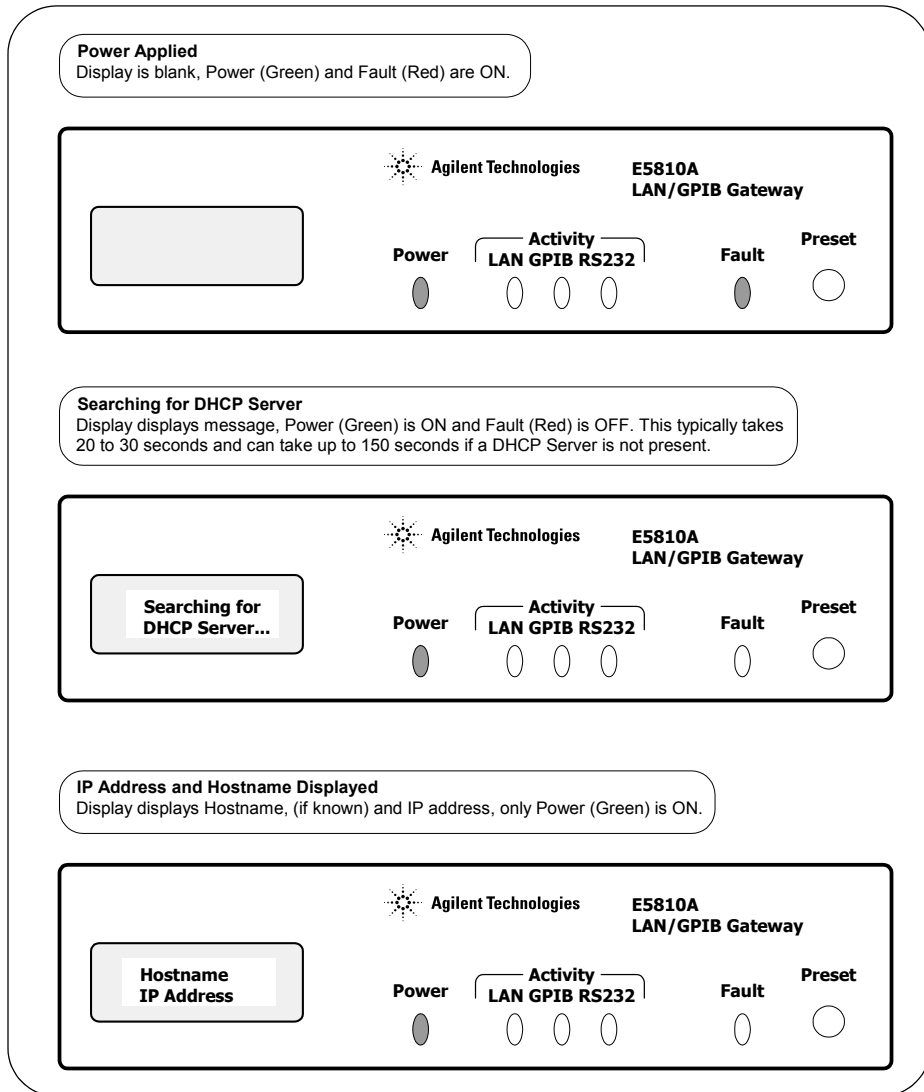 Power Applied
Display is blank, Power (Green) and Fault (Red) are ON.
Agilent Technologies
E5810A
LAN/GPIB Gateway
Power
Activity
LAN GPIB RS232
Fault
Preset
Searching for DHCP Server
Display displays message, Power (Green) is ON and Fault (Red) is OFF. This typically takes
20 to 30 seconds and can take up to 150 seconds if a DHCP Server is not present.
Agilent Technologies
E5810A
LAN/GPIB Gateway
Searching for
DHCP Server...
Power
Activity
LAN GPIB RS232
Fault
Preset
IP Address and Hostname Displayed
Display displays Hostname, (if known) and IP address, only Power (Green) is ON.
Agilent Technologies
E5810A
LAN/GPIB Gateway
Hostname
IP Address
Power
Activity
LAN GPIB RS232
Fault
Preset